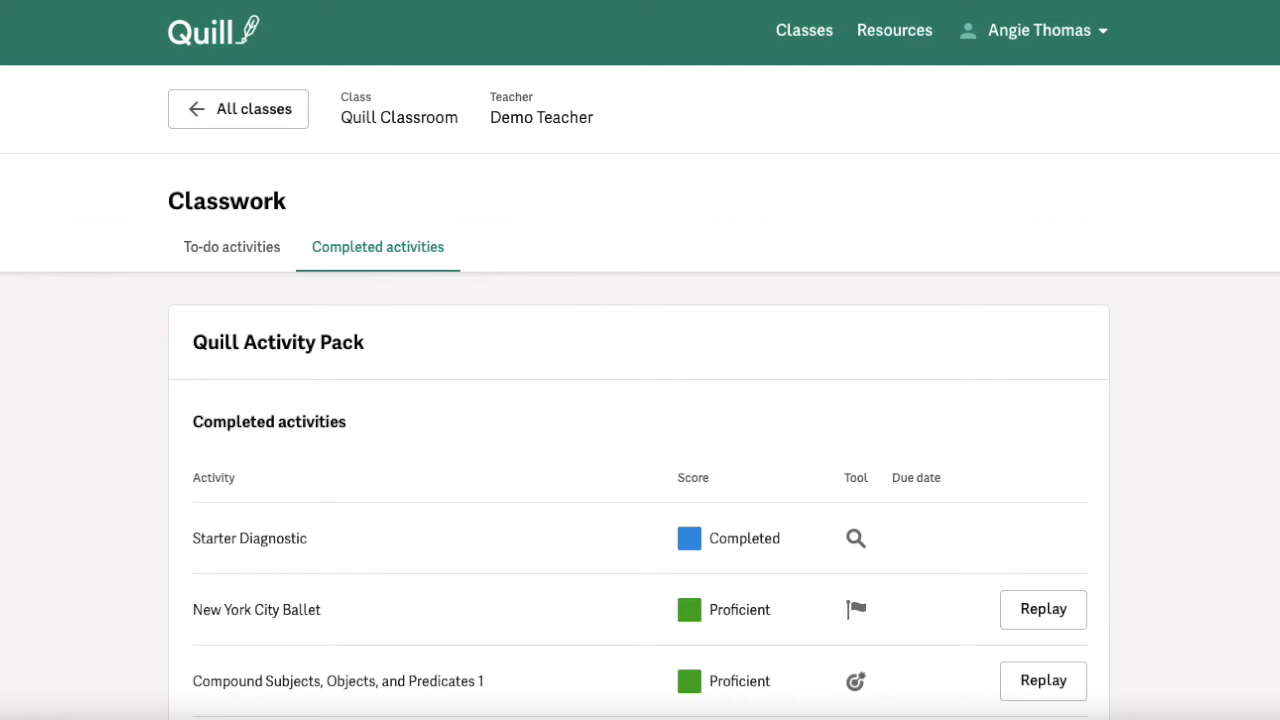 Quill
Classes Resources Angie Thomas
All classes
Class
Quill Classroom
Teacher
Demo Teacher
Classwork
To-do activities Completed activities
Quill Activity Pack
Completed activities
Activity Score Tool Due date
Starter Diagnostic Completed
New York City Ballet Proficient Replay
Compound Subjects, Objects, and Predicates 1 Proficient Replay